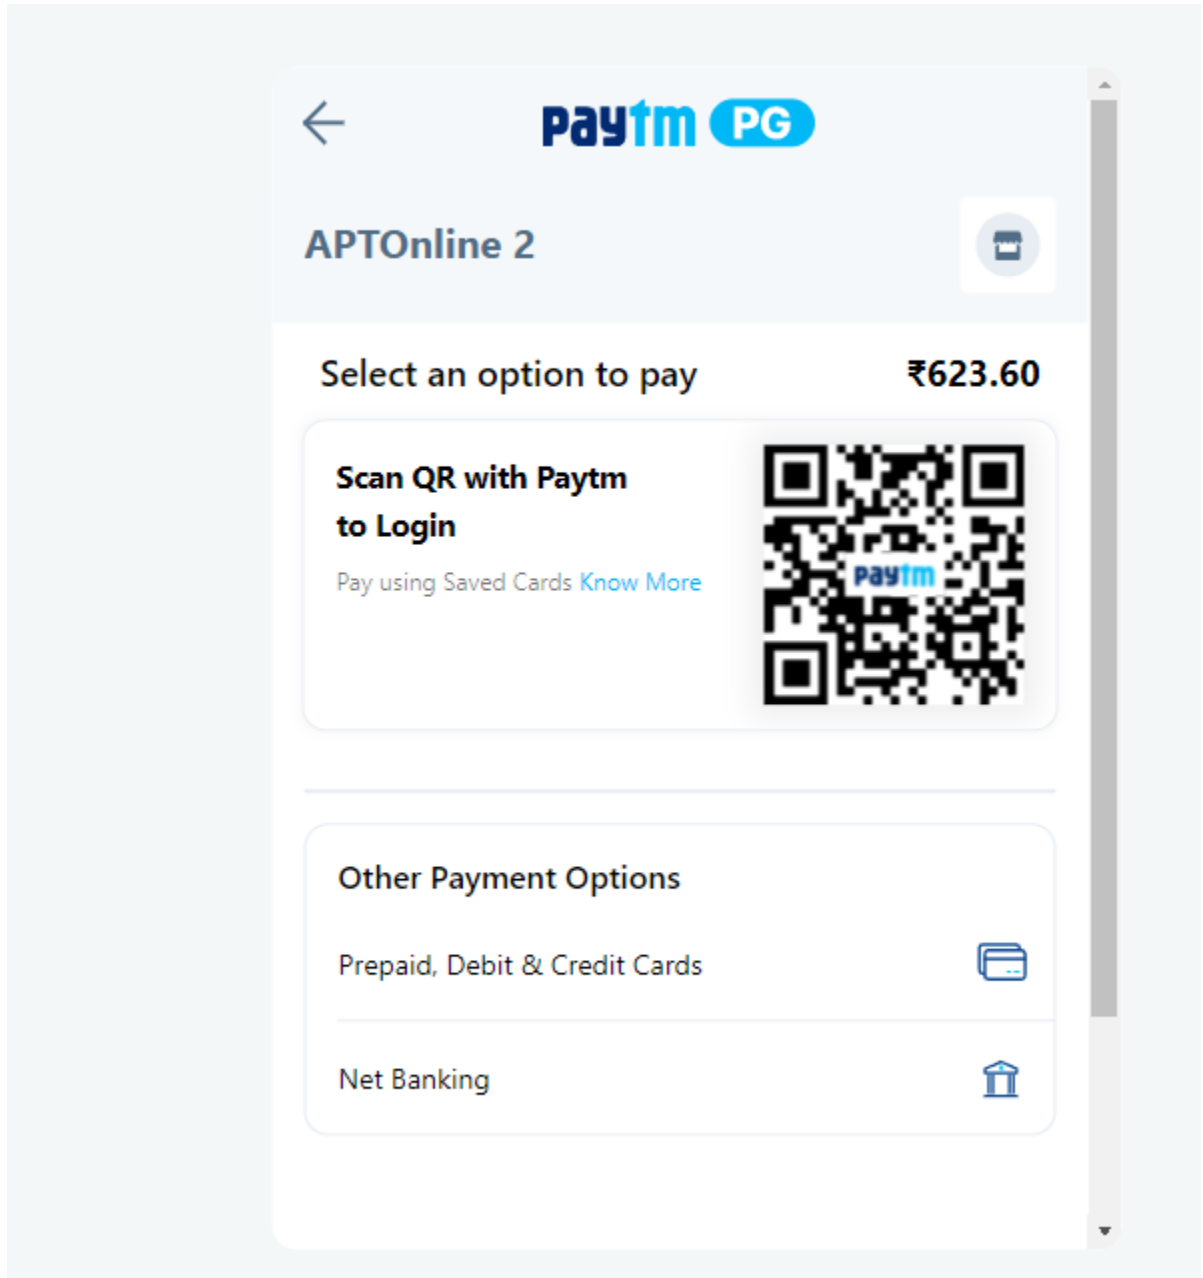 paytm PG
APTOnline 2
Select an option to pay ₹623.60
Scan QR with Paytm
to Login
Pay using Saved Cards Know More
paytm
Other Payment Options
Prepaid, Debit & Credit Cards
Net Banking